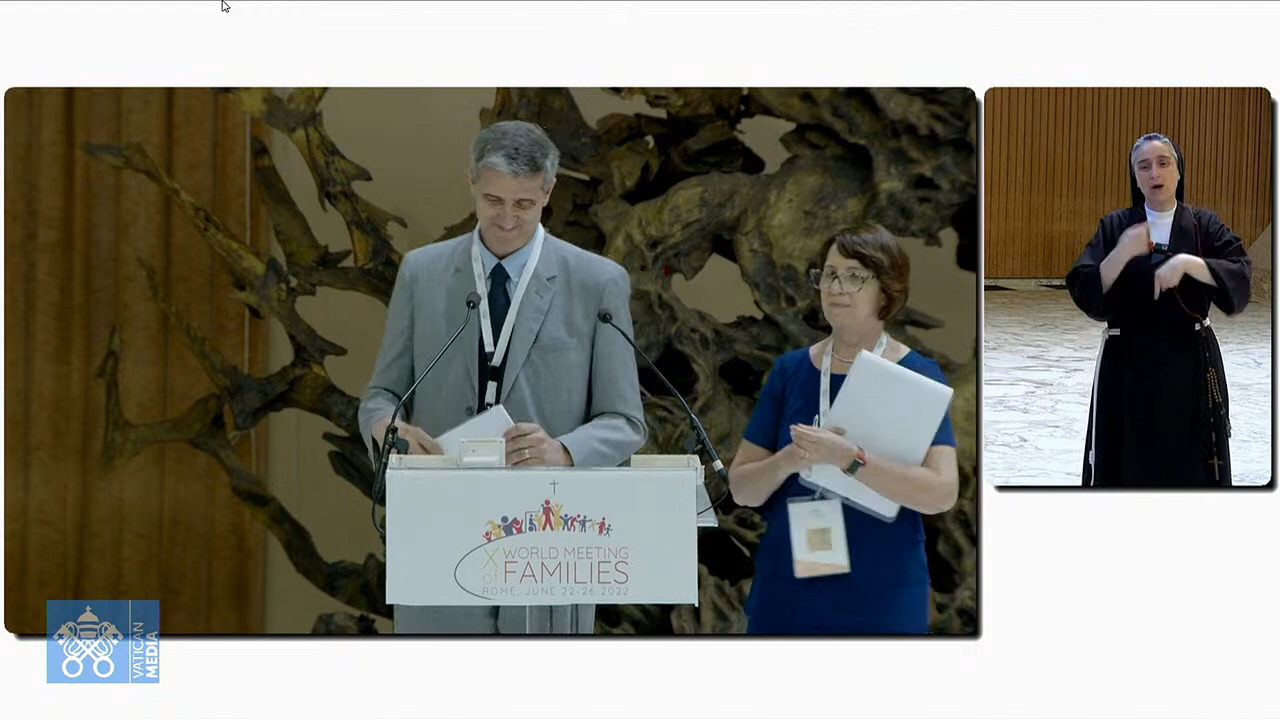 X WORLD MEETING
of FAMILIES
ROME, JUNE 22-26, 2022
VATICAN
MEDIA